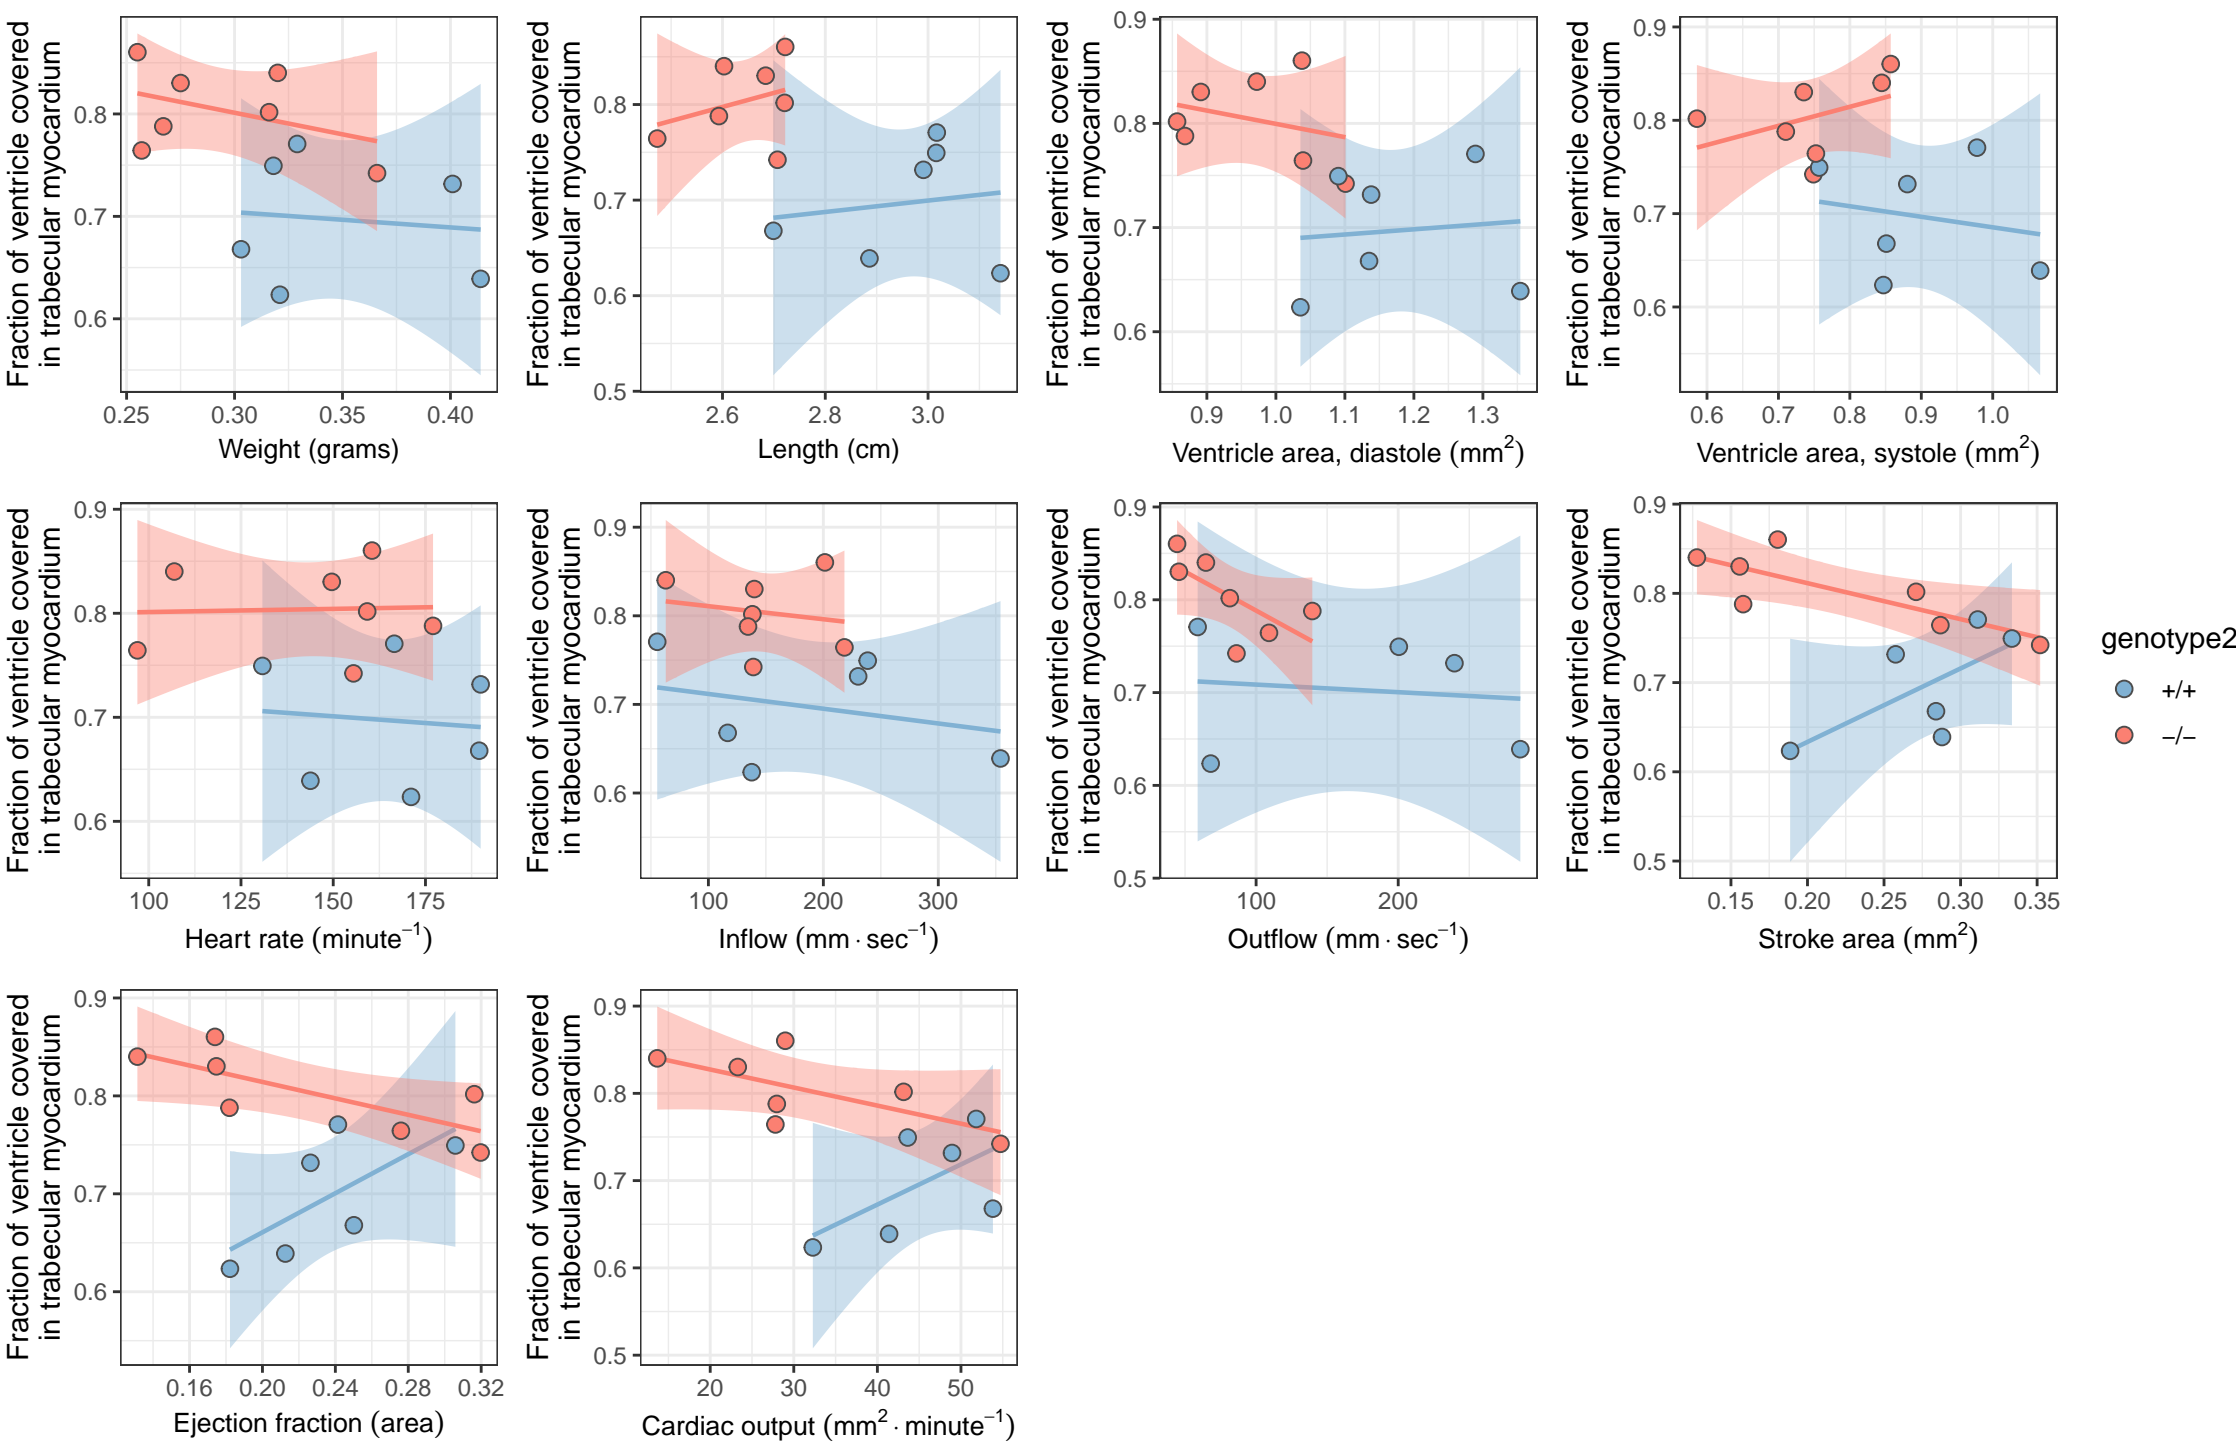 Fraction of ventricle covered
in trabecular myocardium
0.8
0.7
0.6
0.25 0.30 0.35 0.40
Weight (grams)
Fraction of ventricle covered
in trabecular myocardium
0.8
0.7
0.6
0.5
2.6 2.8 3.0
Length (cm)
Fraction of ventricle covered
in trabecular myocardium
0.9
0.8
0.7
0.6
0.9 1.0 1.1 1.2 1.3
Ventricle area, diastole (mm²)
Fraction of ventricle covered
in trabecular myocardium
0.9
0.8
0.7
0.6
0.6 0.7 0.8 0.9 1.0
Ventricle area, systole (mm²)
Fraction of ventricle covered
in trabecular myocardium
0.9
0.8
0.7
0.6
100 125 150 175
Heart rate (minute⁻¹)
Fraction of ventricle covered
in trabecular myocardium
0.9
0.8
0.7
0.6
100 200 300
Inflow (mm · sec⁻¹)
Fraction of ventricle covered
in trabecular myocardium
0.9
0.8
0.7
0.6
0.5
100 200
Outflow (mm · sec⁻¹)
Fraction of ventricle covered
in trabecular myocardium
0.9
0.8
0.7
0.6
0.5
0.15 0.20 0.25 0.30 0.35
Stroke area (mm²)
genotype2
+/+
−/−
Fraction of ventricle covered
in trabecular myocardium
0.9
0.8
0.7
0.6
0.16 0.20 0.24 0.28 0.32
Ejection fraction (area)
Fraction of ventricle covered
in trabecular myocardium
0.9
0.8
0.7
0.6
0.5
20 30 40 50
Cardiac output (mm² · minute⁻¹)